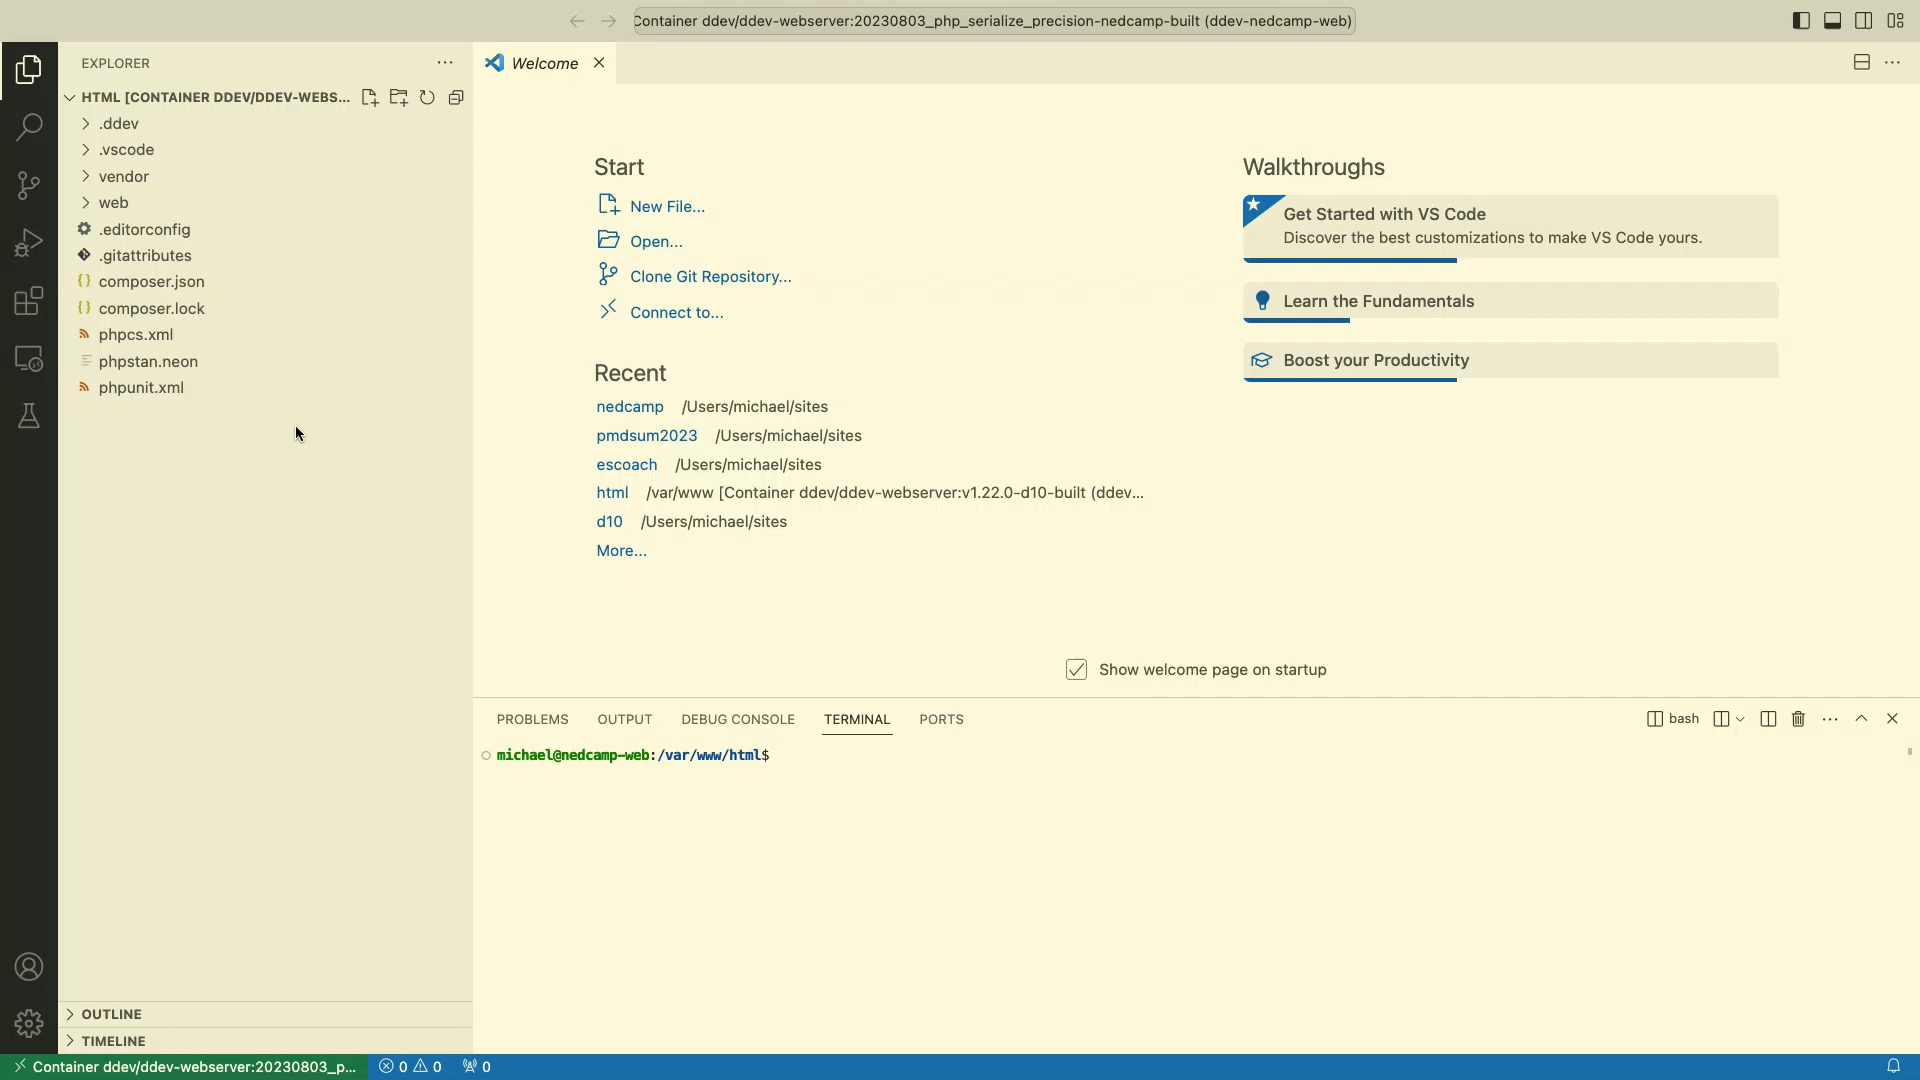 Container ddev/ddev-webserver:20230803_php_serialize_precision-nedcamp-built (ddev-nedcamp-web)
EXPLORER
HTML [CONTAINER DDEV/DDEV-WEBS...
.ddev
.vscode
vendor
web
.editorconfig
.gitattributes
composer.json
composer.lock
phpcs.xml
phpstan.neon
phpunit.xml
OUTLINE
TIMELINE
Welcome
Start
New File...
Open...
Clone Git Repository...
Connect to...
Recent
nedcamp /Users/michael/sites
pmdsum2023 /Users/michael/sites
escoach /Users/michael/sites
html /var/www [Container ddev/ddev-webserver:v1.22.0-d10-built (ddev...
d10 /Users/michael/sites
More...
Walkthroughs
Get Started with VS Code
Discover the best customizations to make VS Code yours.
Learn the Fundamentals
Boost your Productivity
Show welcome page on startup
PROBLEMS OUTPUT DEBUG CONSOLE TERMINAL PORTS
bash
michael@nedcamp-web:/var/www/html$
Container ddev/ddev-webserver:20230803_p... 0 0 0